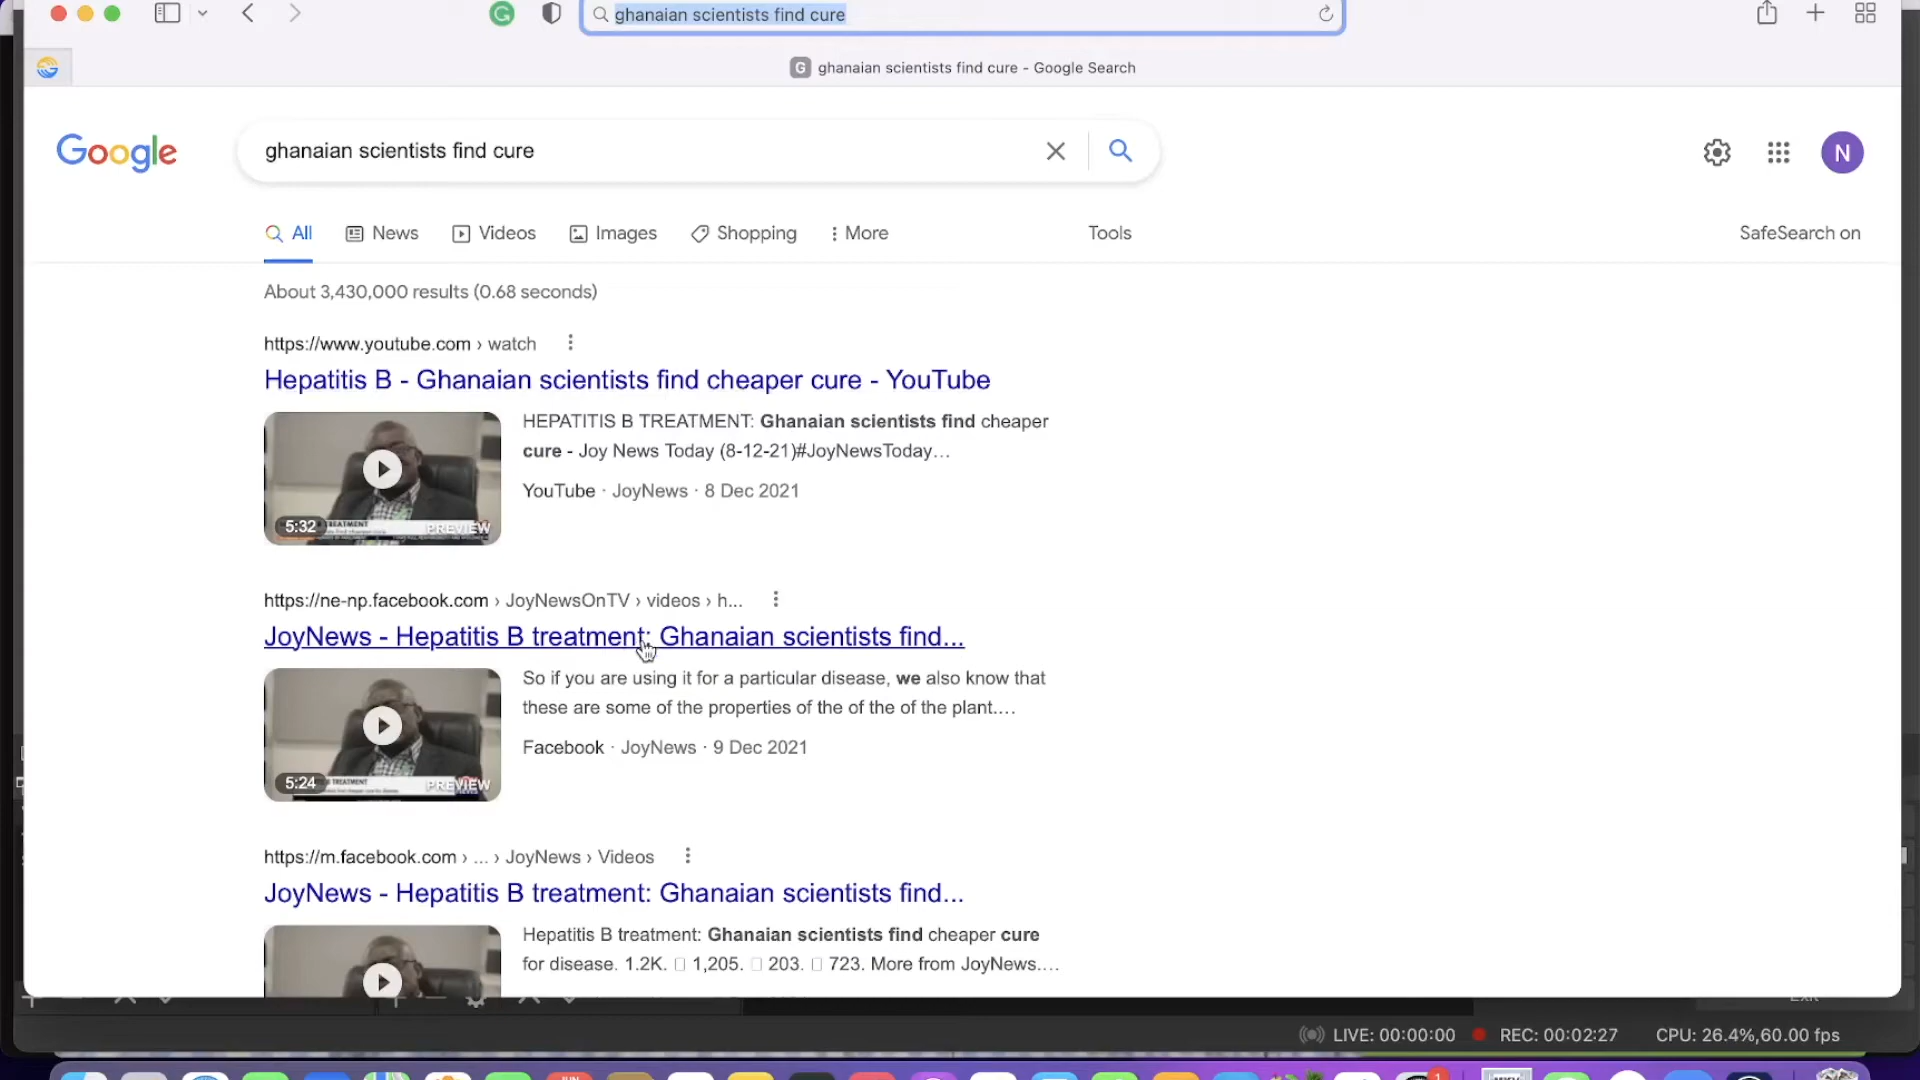 ghanaian scientists find cure
G ghanaian scientists find cure - Google Search
Google
ghanaian scientists find cure
N
All News Videos Images Shopping More Tools SafeSearch on
About 3,430,000 results (0.68 seconds)
https://www.youtube.com › watch
Hepatitis B - Ghanaian scientists find cheaper cure - YouTube
HEPATITIS B TREATMENT: Ghanaian scientists find cheaper
cure - Joy News Today (8-12-21)#JoyNewsToday...
YouTube · JoyNews · 8 Dec 2021
5:32
TREATMENT
PREVIEW
https://ne-np.facebook.com › JoyNewsOnTV › videos › h...
JoyNews - Hepatitis B treatment: Ghanaian scientists find...
So if you are using it for a particular disease, we also know that
these are some of the properties of the of the of the plant....
Facebook · JoyNews · 9 Dec 2021
5:24
B TREATMENT
PREVIEW
https://m.facebook.com › ... › JoyNews › Videos
JoyNews - Hepatitis B treatment: Ghanaian scientists find...
Hepatitis B treatment: Ghanaian scientists find cheaper cure
for disease. 1.2K. 1,205. 203. 723. More from JoyNews....
LIVE: 00:00:00 REC: 00:02:27 CPU: 26.4%,60.00 fps